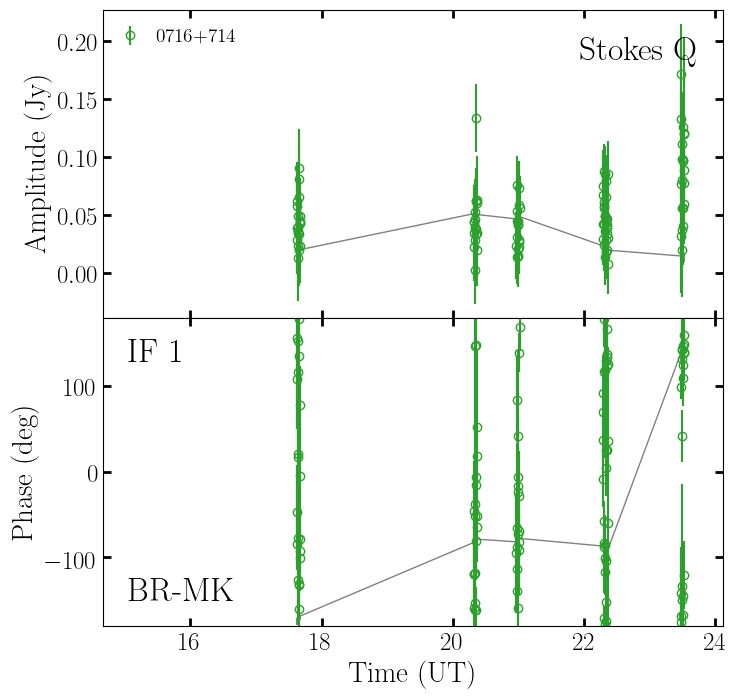 0716+714
Stokes Q
0.20
0.15
0.10
0.05
0.00
Amplitude (Jy)
IF 1
100
0
−100
Phase (deg)
BR-MK
16 18 20 22 24
Time (UT)